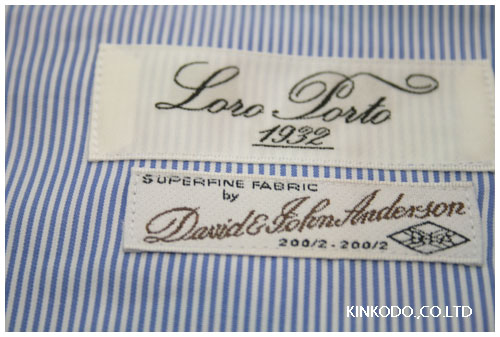 Loro Porto
1932
SUPERFINE FABRIC
by
David & John Anderson
200/2-200/2
KINKODO.,CO.LTD